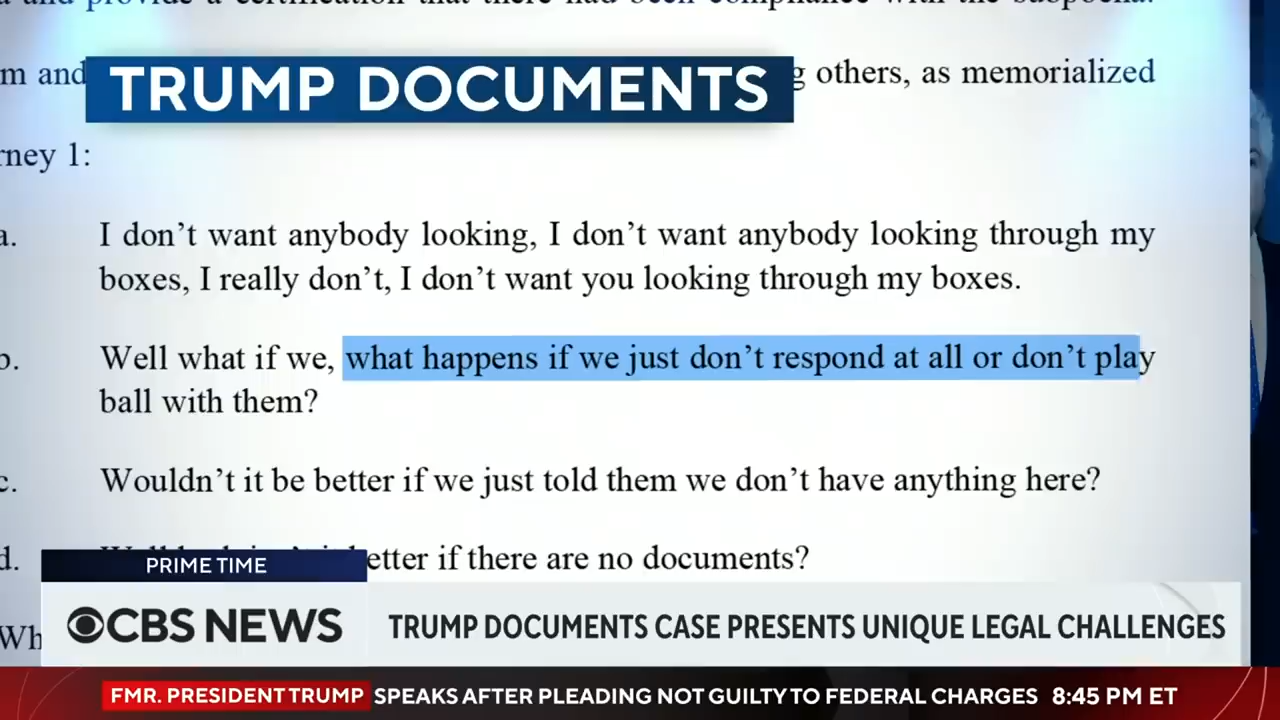 and provide a certification that there had been compliance with the subpoena.
m and
TRUMP DOCUMENTS
g others, as memorialized
rney 1:
a. I don't want anybody looking, I don't want anybody looking through my
boxes, I really don't, I don't want you looking through my boxes.
b. Well what if we, what happens if we just don't respond at all or don't play
ball with them?
c. Wouldn't it be better if we just told them we don't have anything here?
d. etter if there are no documents?
PRIME TIME
Wh
CBS NEWS
TRUMP DOCUMENTS CASE PRESENTS UNIQUE LEGAL CHALLENGES
FMR. PRESIDENT TRUMP SPEAKS AFTER PLEADING NOT GUILTY TO FEDERAL CHARGES 8:45 PM ET